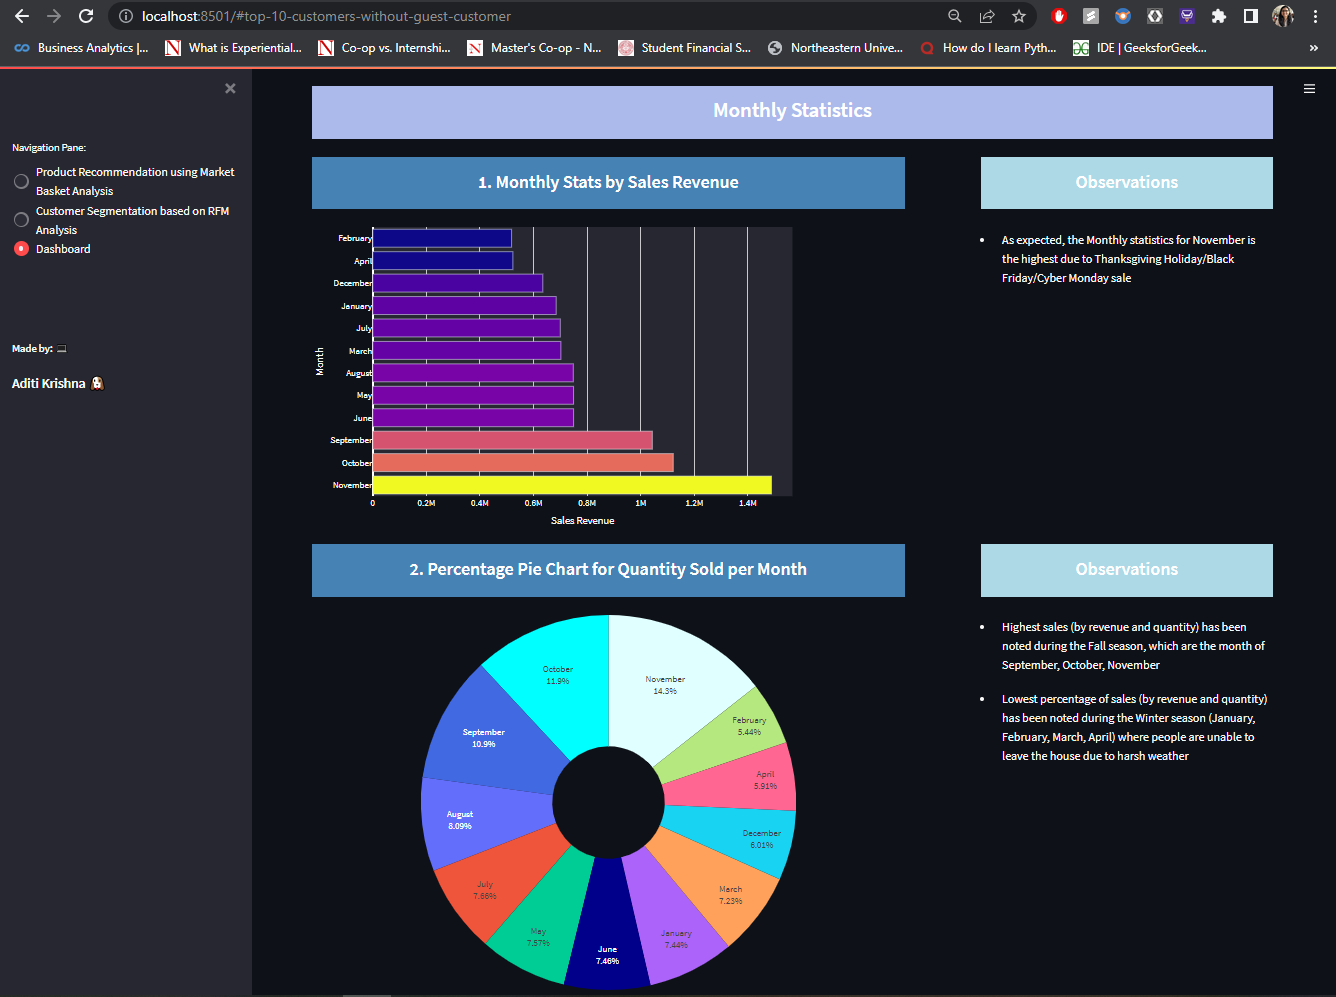 localhost:8501/#top-10-customers-without-guest-customer
Business Analytics |...
What is Experiential...
Co-op vs. Internshi...
Master's Co-op - N...
Student Financial S...
Northeastern Unive...
How do I learn Pyth...
IDE | GeeksforGeek...
»
Navigation Pane:
Product Recommendation using Market
Basket Analysis
Customer Segmentation based on RFM
Analysis
Dashboard
Made by:
Aditi Krishna
Monthly Statistics
1. Monthly Stats by Sales Revenue
Month
February
April
December
January
July
March
August
May
June
September
October
November
0 0.2M 0.4M 0.6M 0.8M 1M 1.2M 1.4M
Sales Revenue
Observations
• As expected, the Monthly statistics for November is
the highest due to Thanksgiving Holiday/Black
Friday/Cyber Monday sale
2. Percentage Pie Chart for Quantity Sold per Month
October
11.9%
November
14.3%
February
5.44%
April
5.91%
December
6.01%
March
7.23%
January
7.44%
June
7.46%
May
7.57%
July
7.66%
August
8.09%
September
10.9%
Observations
• Highest sales (by revenue and quantity) has been
noted during the Fall season, which are the month of
September, October, November
• Lowest percentage of sales (by revenue and quantity)
has been noted during the Winter season (January,
February, March, April) where people are unable to
leave the house due to harsh weather